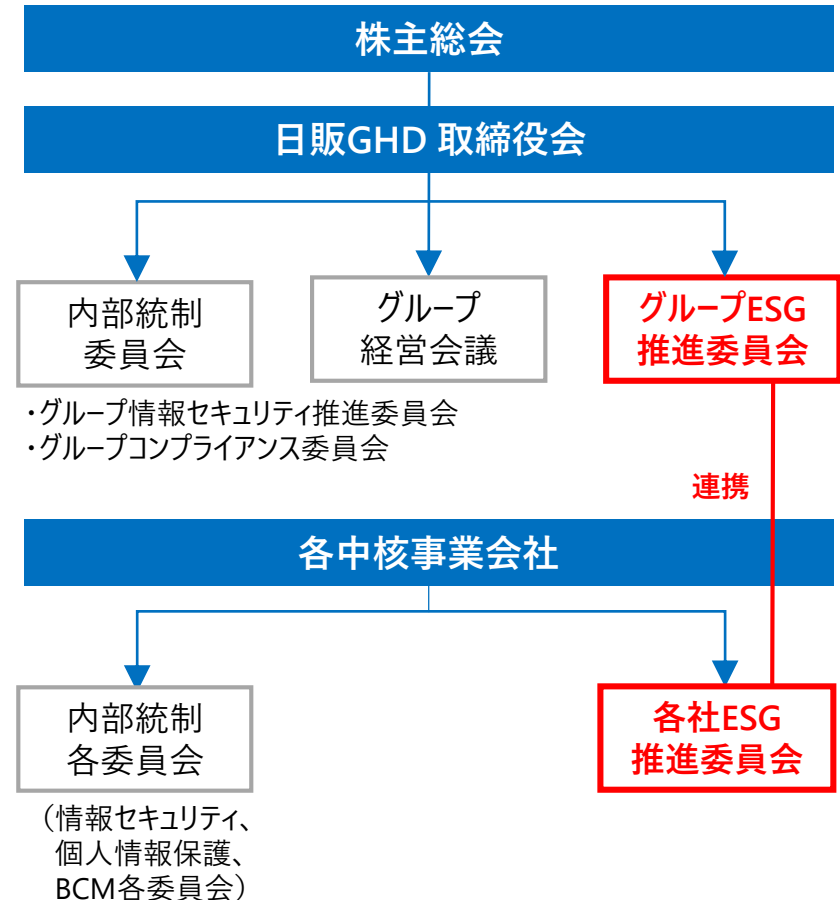 株主総会
日販GHD 取締役会
内部統制
委員会
グループ
経営会議
グループESG
推進委員会
・グループ情報セキュリティ推進委員会
・グループコンプライアンス委員会
連携
各中核事業会社
内部統制
各委員会
各社ESG
推進委員会
（情報セキュリティ、
個人情報保護、
BCM各委員会）